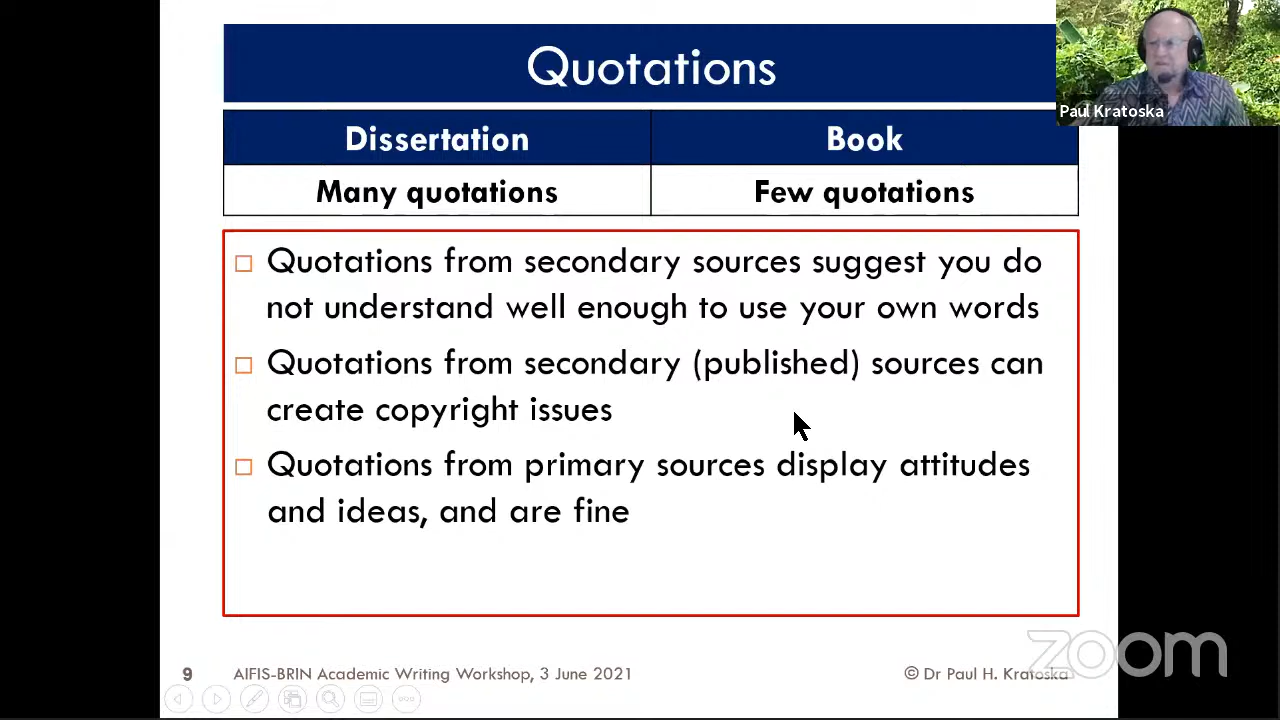 Quotations
Paul Kratoska
Dissertation
Book
Many quotations
Few quotations
Quotations from secondary sources suggest you do
not understand well enough to use your own words
Quotations from secondary (published) sources can
create copyright issues
Quotations from primary sources display attitudes
and ideas, and are fine
9
AIFIS-BRIN Academic Writing Workshop, 3 June 2021
© Dr Paul H. Kratoska
zoom